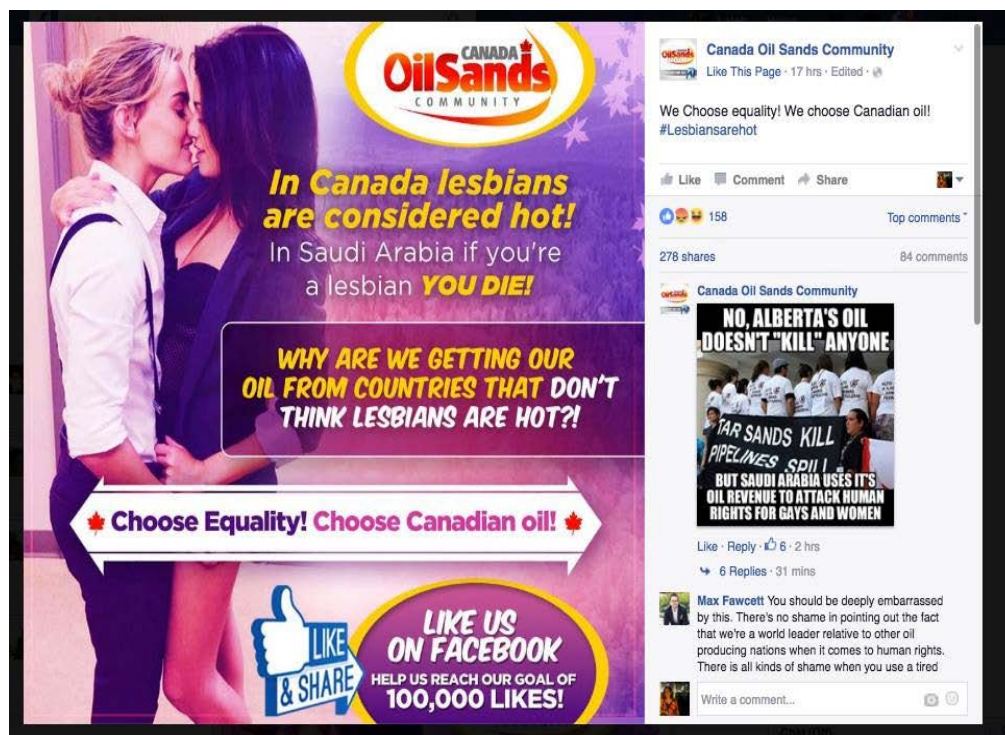 CANADA
OilSands
COMMUNITY
In Canada lesbians
are considered hot!
In Saudi Arabia if you're
a lesbian YOU DIE!
WHY ARE WE GETTING OUR
OIL FROM COUNTRIES THAT DON'T
THINK LESBIANS ARE HOT?!
Choose Equality! Choose Canadian oil!
LIKE
& SHARE
LIKE US
ON FACEBOOK
HELP US REACH OUR GOAL OF
100,000 LIKES!
Canada Oil Sands Community
Like This Page · 17 hrs · Edited ·
We Choose equality! We choose Canadian oil!
#Lesbiansarehot
Like Comment Share
158 Top comments
278 shares 84 comments
Canada Oil Sands Community
NO, ALBERTA'S OIL
DOESN'T "KILL" ANYONE
TAR SANDS KILL
PIPELINES SPILL
BUT SAUDI ARABIA USES IT'S
OIL REVENUE TO ATTACK HUMAN
RIGHTS FOR GAYS AND WOMEN
Like · Reply · 6 · 2 hrs
6 Replies · 31 mins
Max Fawcett You should be deeply embarrassed
by this. There's no shame in pointing out the fact
that we're a world leader relative to other oil
producing nations when it comes to human rights.
There is all kinds of shame when you use a tired
Write a comment...